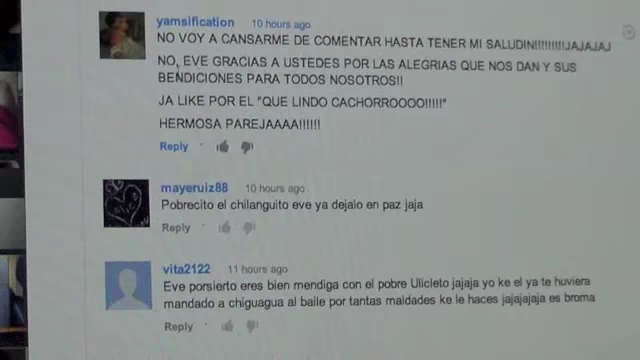 yamsification 10 hours ago
NO VOY A CANSARME DE COMENTAR HASTA TENER MI SALUDIN!!!!!!!!!JAJAJAJ
NO, EVE GRACIAS A USTEDES POR LAS ALEGRIAS QUE NOS DAN Y SUS
BENDICIONES PARA TODOS NOSOTROS!!
JA LIKE POR EL "QUE LINDO CACHORROOOO!!!!!"
HERMOSA PAREJAAAA!!!!!!
Reply
mayeruiz88 10 hours ago
Pobrecito el chilanguito eve ya dejalo en paz jaja
Reply
vita2122 11 hours ago
Eve porsierto eres bien mendiga con el pobre Ulicleto jajaja yo ke el ya te huviera
mandado a chiguagua al baile por tantas maldades ke le haces jajajajaja es broma
Reply